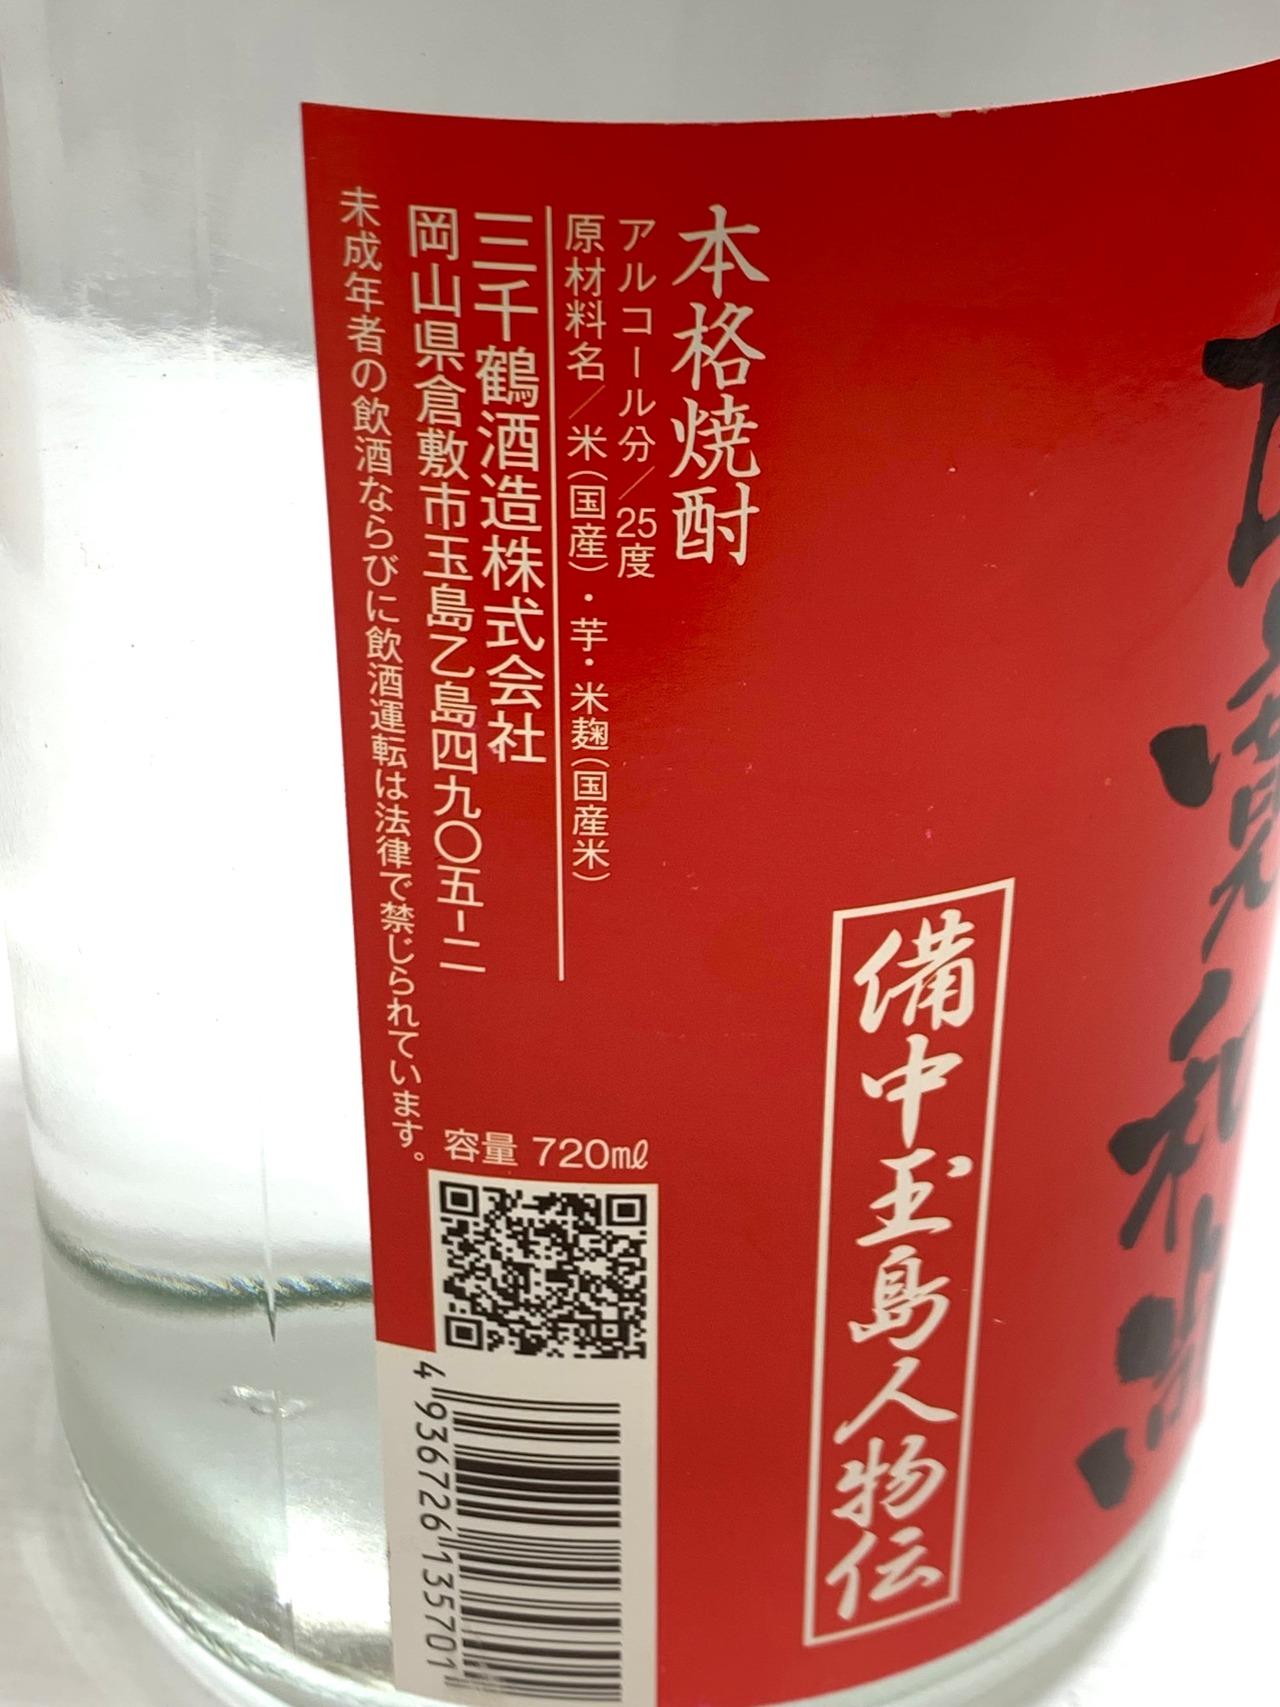 備中玉島人物伝
本格焼酎
アルコール分/25度
原材料名/米(国産)・芋・米麹(国産米)
三千鶴酒造株式会社
岡山県倉敷市玉島乙島四九〇五-二
未成年者の飲酒ならびに飲酒運転は法律で禁じられています。
容量 720mℓ
4 936726 135701